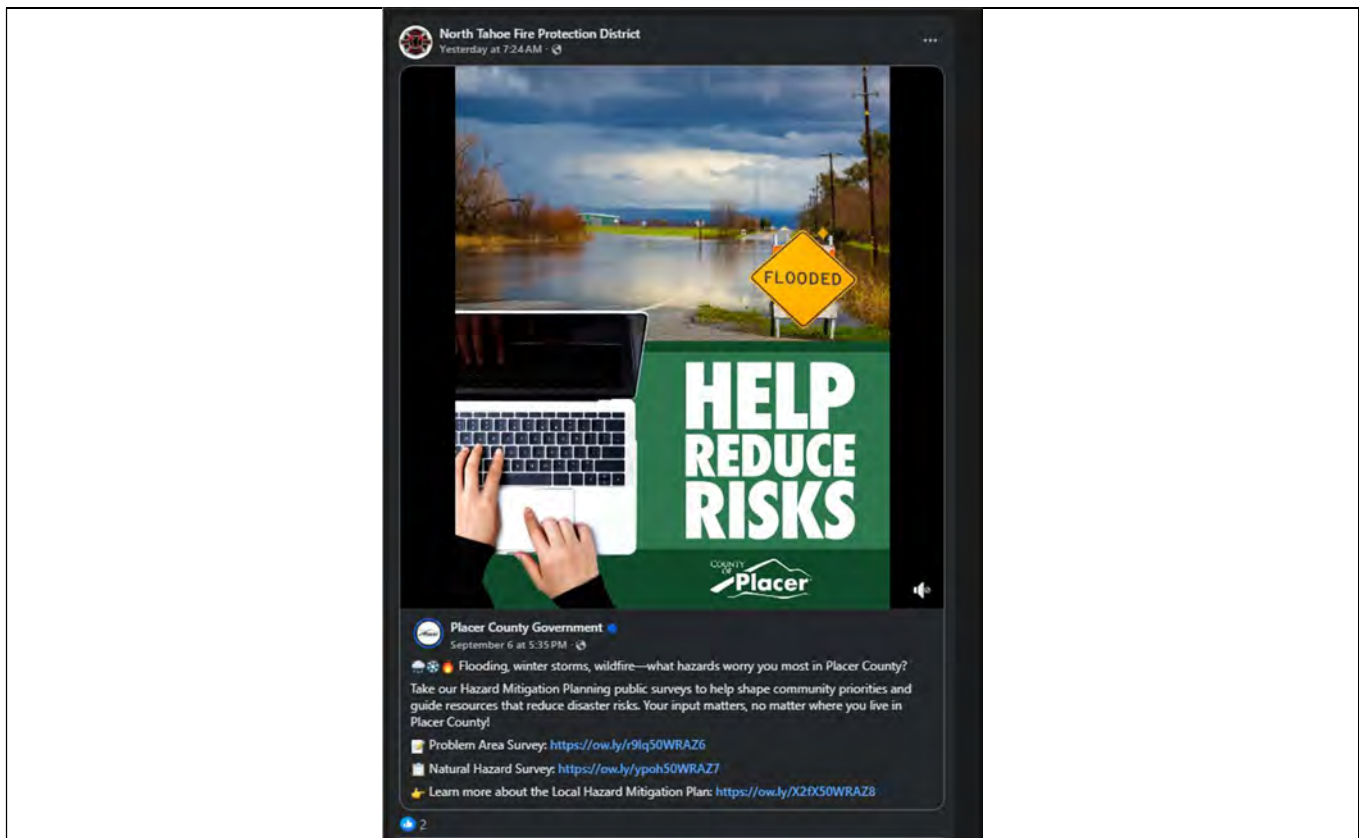 North Tahoe Fire Protection District
Yesterday at 7:24 AM ·
FLOODED
HELP
REDUCE
RISKS
COUNTY
OF
Placer
Placer County Government
September 6 at 5:35 PM ·
🌨️❄️🔥 Flooding, winter storms, wildfire—what hazards worry you most in Placer County?
Take our Hazard Mitigation Planning public surveys to help shape community priorities and
guide resources that reduce disaster risks. Your input matters, no matter where you live in
Placer County!
📝 Problem Area Survey: https://ow.ly/r9lq50WRAZ6
📋 Natural Hazard Survey: https://ow.ly/ypoh50WRAZ7
👉 Learn more about the Local Hazard Mitigation Plan: https://ow.ly/X2fX50WRAZ8
2